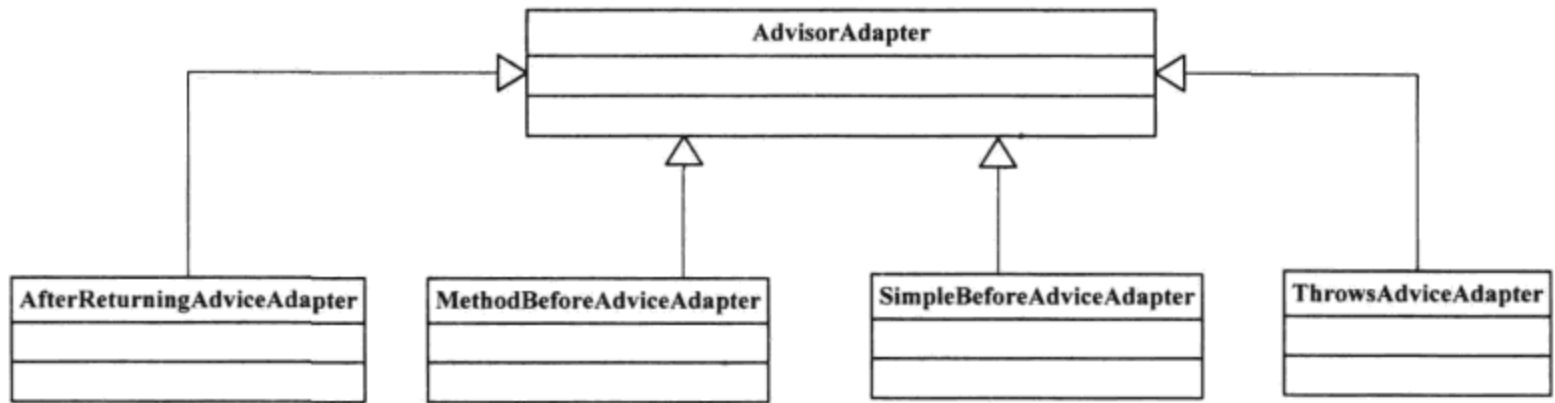 AdvisorAdapter
AfterReturningAdviceAdapter
MethodBeforeAdviceAdapter
SimpleBeforeAdviceAdapter
ThrowsAdviceAdapter